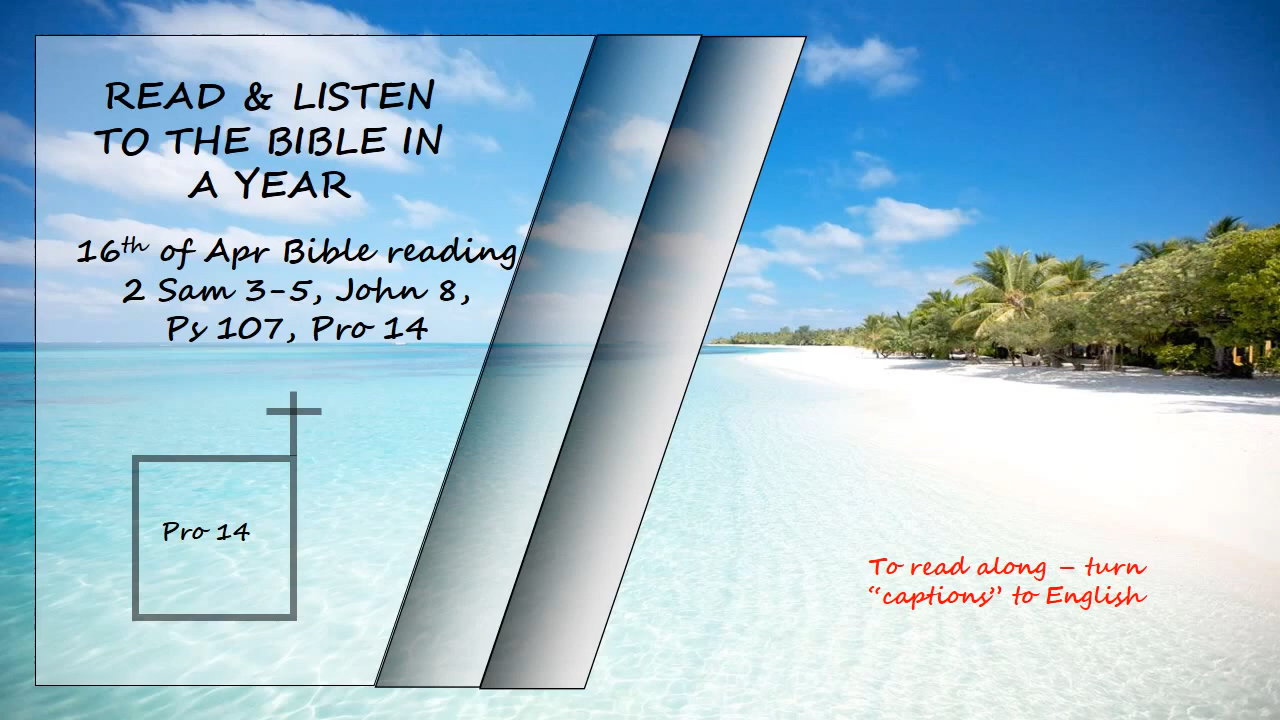 READ & LISTEN
TO THE BIBLE IN
A YEAR
16th of Apr Bible reading
2 Sam 3-5, John 8,
Ps 107, Pro 14
Pro 14
To read along – turn
“captions” to English